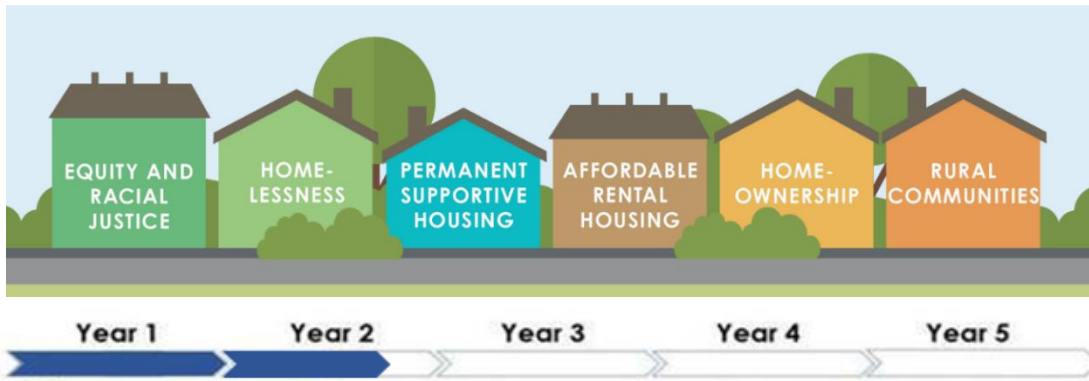 EQUITY AND
RACIAL
JUSTICE
HOME-
LESSNESS
PERMANENT
SUPPORTIVE
HOUSING
AFFORDABLE
RENTAL
HOUSING
HOME-
OWNERSHIP
RURAL
COMMUNITIES
Year 1 Year 2 Year 3 Year 4 Year 5